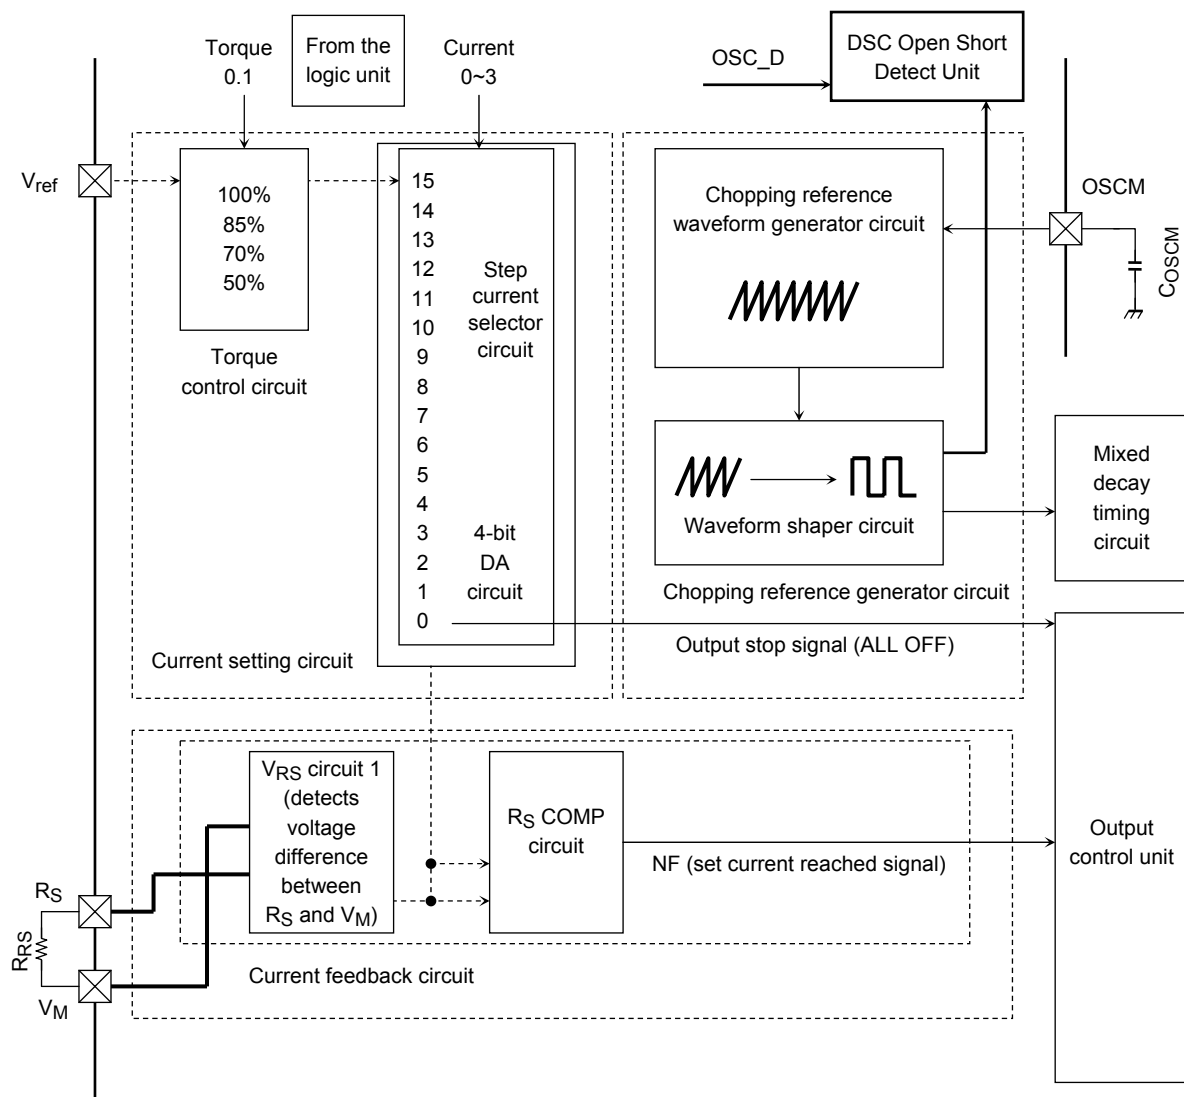 Torque
0.1
From the
logic unit
Current
0~3
OSC_D
DSC Open Short
Detect Unit
Vref
100%
85%
70%
50%
Torque
control circuit
15
14
13
12
11
10
9
8
7
6
5
4
3
2
1
0
Step
current
selector
circuit
4-bit
DA
circuit
Current setting circuit
Chopping reference
waveform generator circuit
OSCM
COSCM
Waveform shaper circuit
Chopping reference generator circuit
Mixed
decay
timing
circuit
Output stop signal (ALL OFF)
VRS circuit 1
(detects
voltage
difference
between
RS and VM)
RS COMP
circuit
NF (set current reached signal)
Output
control unit
RS
RRS
VM
Current feedback circuit